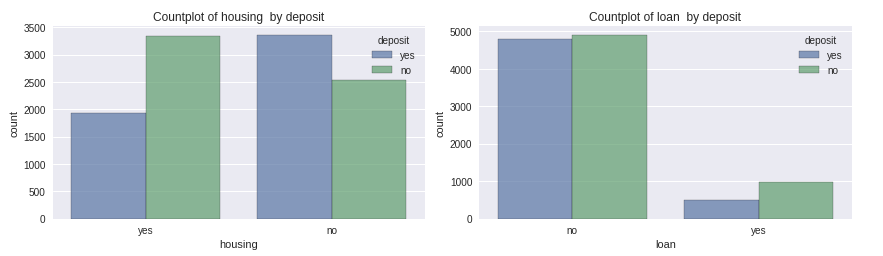 Countplot of housing  by deposit
3500
3000
2500
2000
1500
1000
500
0
count
deposit
yes
no
yes
no
housing
Countplot of loan  by deposit
5000
4000
3000
2000
1000
0
count
deposit
yes
no
no
yes
loan